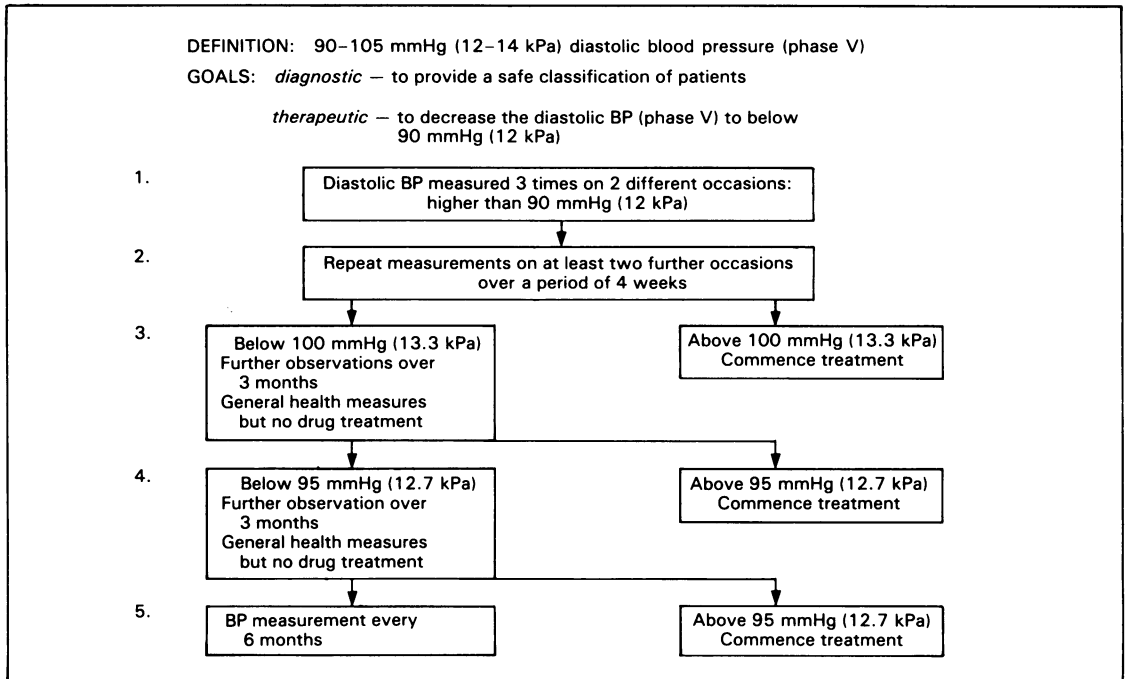 DEFINITION: 90–105 mmHg (12–14 kPa) diastolic blood pressure (phase V)
GOALS: diagnostic — to provide a safe classification of patients
therapeutic — to decrease the diastolic BP (phase V) to below
90 mmHg (12 kPa)
1.
Diastolic BP measured 3 times on 2 different occasions:
higher than 90 mmHg (12 kPa)
2.
Repeat measurements on at least two further occasions
over a period of 4 weeks
3.
Below 100 mmHg (13.3 kPa)
Further observations over
3 months
General health measures
but no drug treatment
Above 100 mmHg (13.3 kPa)
Commence treatment
4.
Below 95 mmHg (12.7 kPa)
Further observation over
3 months
General health measures
but no drug treatment
Above 95 mmHg (12.7 kPa)
Commence treatment
5.
BP measurement every
6 months
Above 95 mmHg (12.7 kPa)
Commence treatment